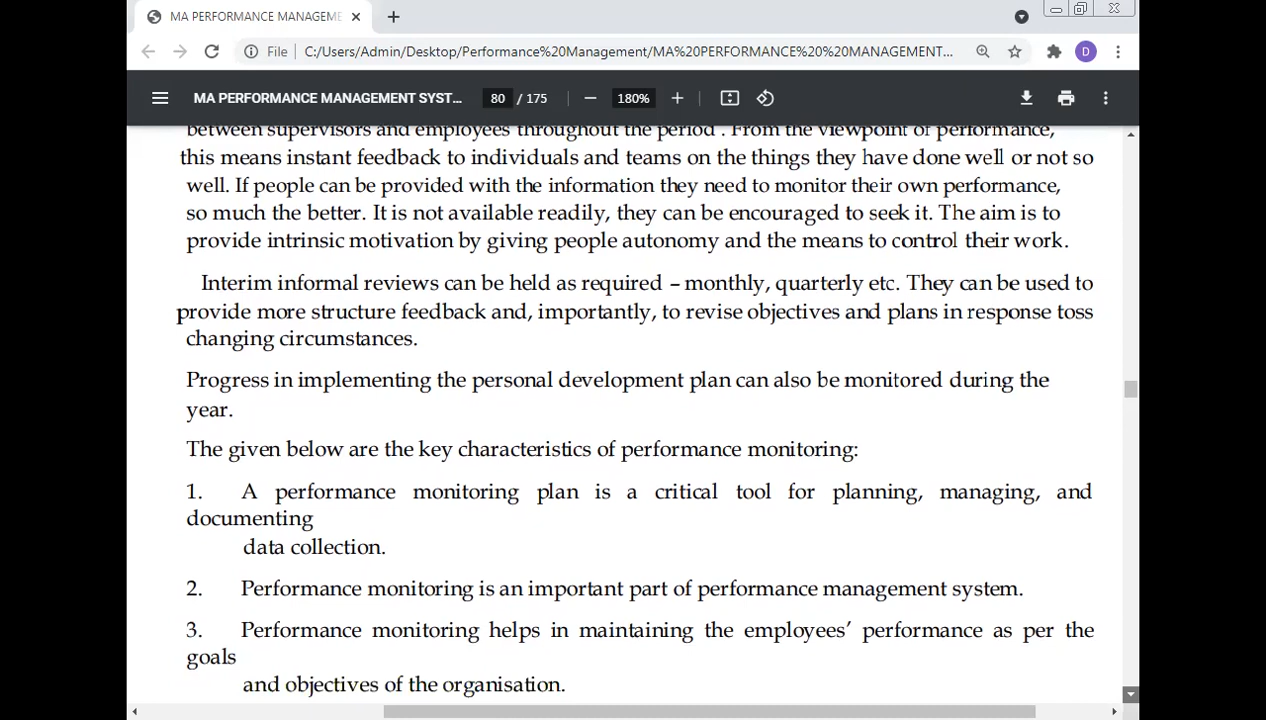 MA PERFORMANCE MANAGEME
File C:/Users/Admin/Desktop/Performance%20Management/MA%20PERFORMANCE%20%20MANAGEMENT...
D
MA PERFORMANCE MANAGEMENT SYST... 80 / 175 180%
between supervisors and employees throughout the period . From the viewpoint of performance,
this means instant feedback to individuals and teams on the things they have done well or not so
well. If people can be provided with the information they need to monitor their own performance,
so much the better. It is not available readily, they can be encouraged to seek it. The aim is to
provide intrinsic motivation by giving people autonomy and the means to control their work.
Interim informal reviews can be held as required – monthly, quarterly etc. They can be used to
provide more structure feedback and, importantly, to revise objectives and plans in response toss
changing circumstances.
Progress in implementing the personal development plan can also be monitored during the
year.
The given below are the key characteristics of performance monitoring:
1. A performance monitoring plan is a critical tool for planning, managing, and
documenting
data collection.
2. Performance monitoring is an important part of performance management system.
3. Performance monitoring helps in maintaining the employees’ performance as per the
goals
and objectives of the organisation.